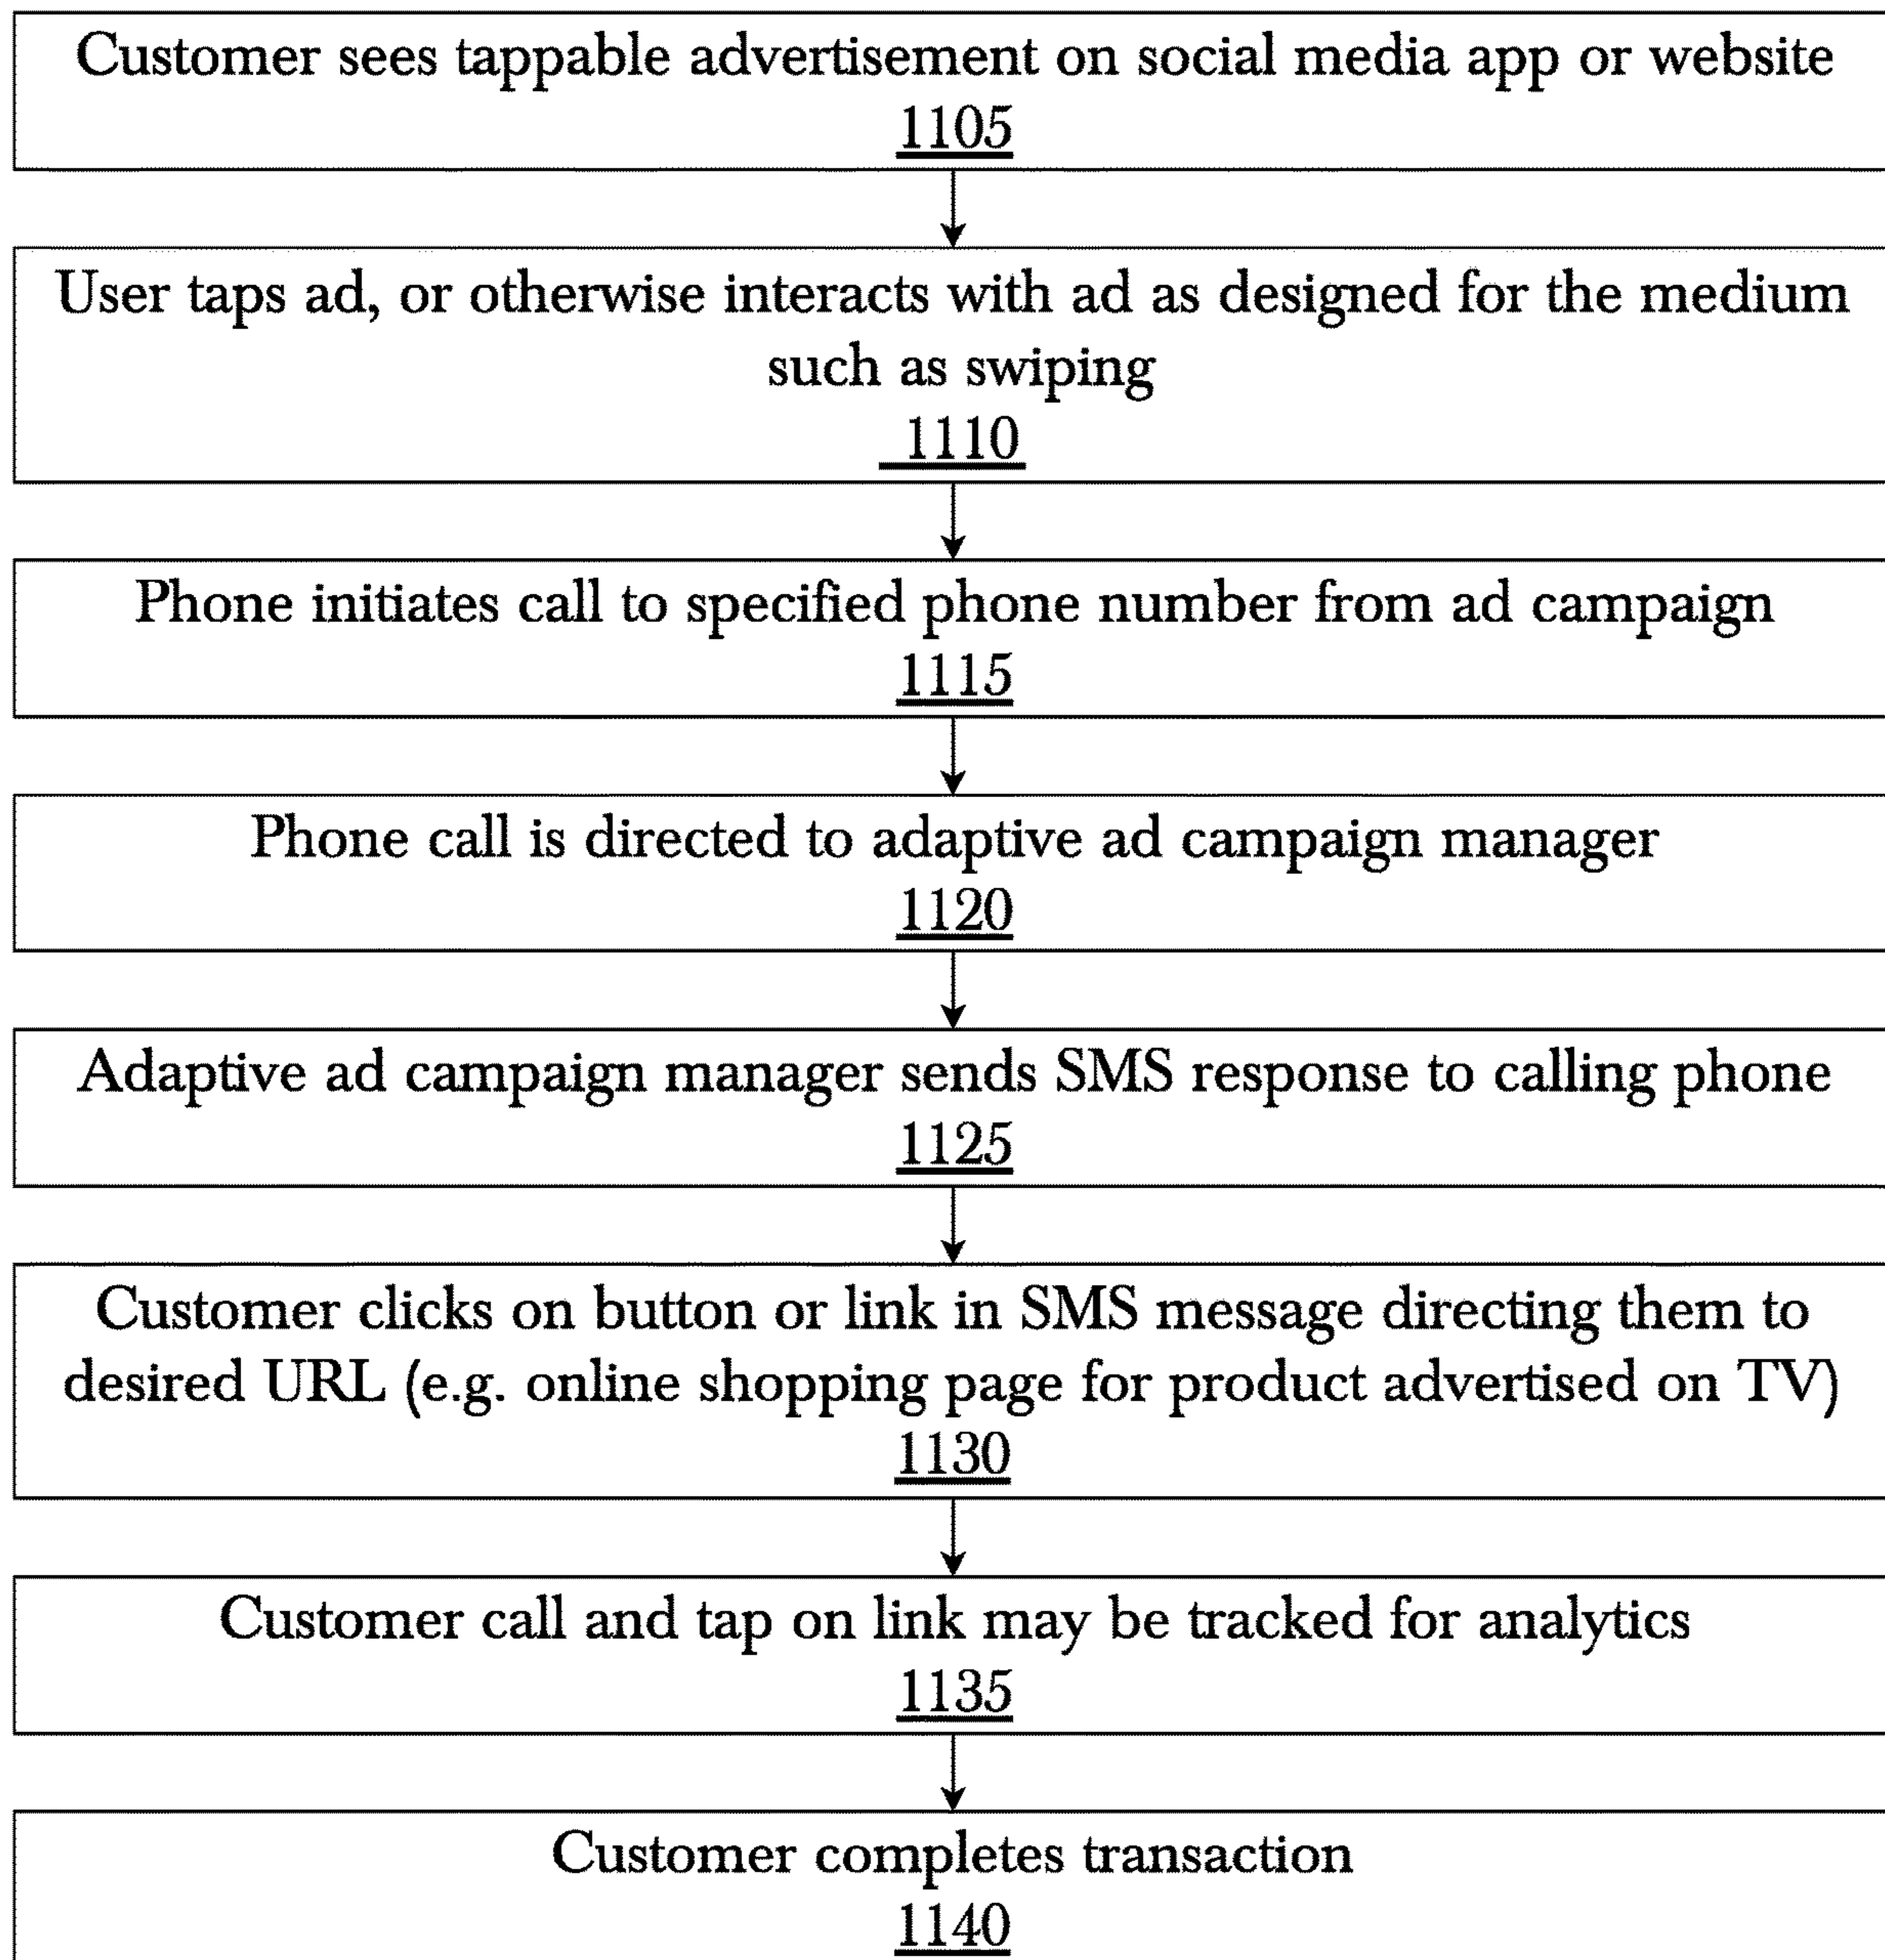 Customer sees tappable advertisement on social media app or website
1105
User taps ad, or otherwise interacts with ad as designed for the medium
such as swiping
1110
Phone initiates call to specified phone number from ad campaign
1115
Phone call is directed to adaptive ad campaign manager
1120
Adaptive ad campaign manager sends SMS response to calling phone
1125
Customer clicks on button or link in SMS message directing them to
desired URL (e.g. online shopping page for product advertised on TV)
1130
Customer call and tap on link may be tracked for analytics
1135
Customer completes transaction
1140